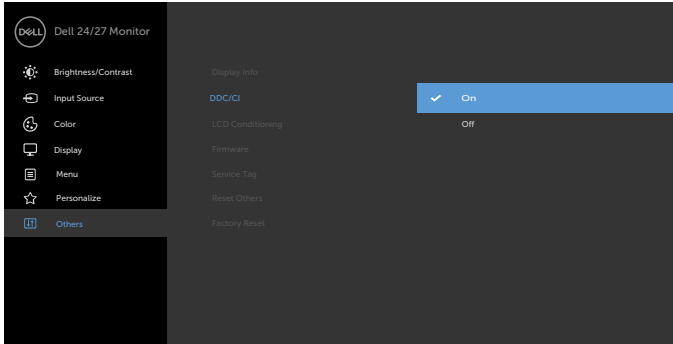 DELL
Dell 24/27 Monitor
Brightness/Contrast
Input Source
Color
Display
Menu
Personalize
Others
Display Info
DDC/CI
LCD Conditioning
Firmware
Service Tag
Reset Others
Factory Reset
On
Off